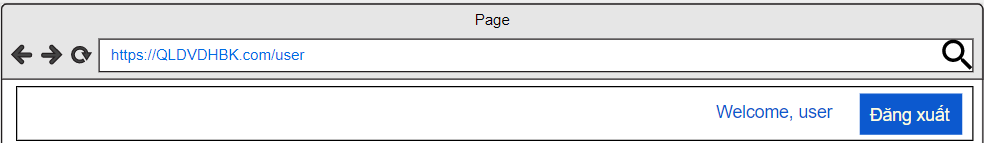 Page
https://QLDVDHBK.com/user
Welcome, user
Đăng xuất